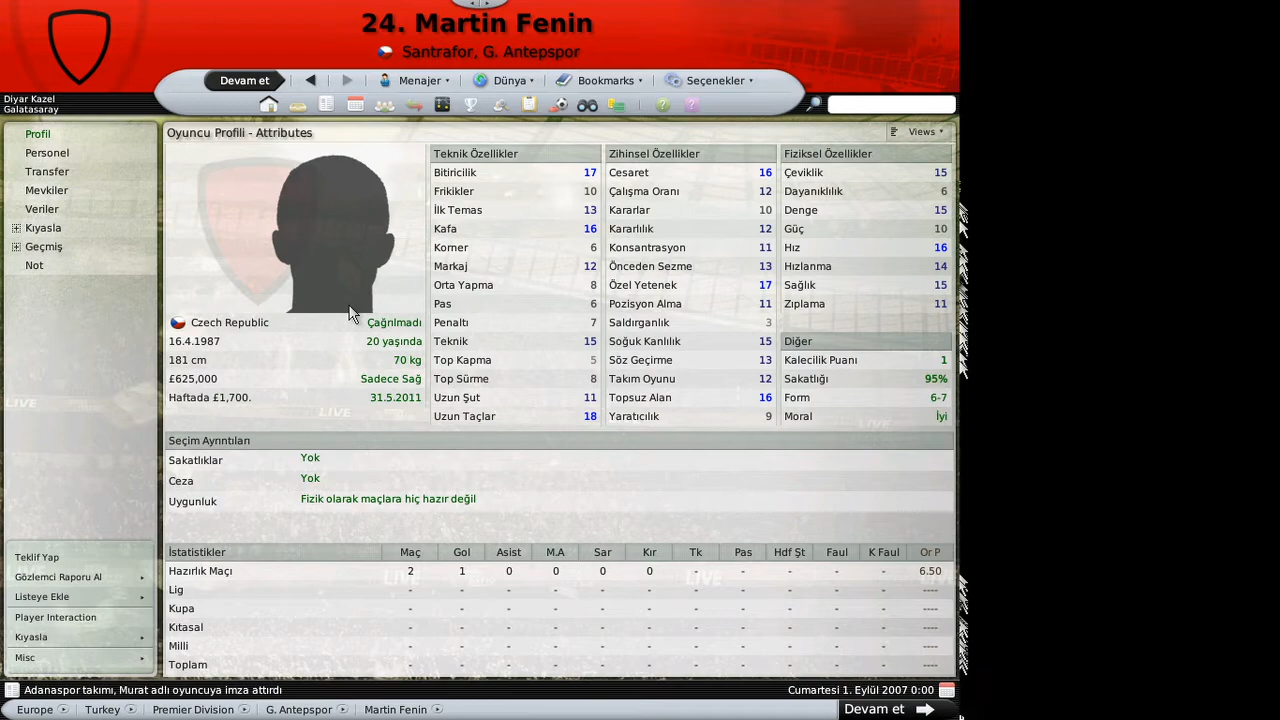 24. Martin Fenin
Santrafor, G. Antepspor
Devam et Menajer Dünya Bookmarks Seçenekler
Diyar Kazel
Galatasaray
Profil
Personel
Transfer
Mevkiler
Veriler
Kıyasla
Geçmiş
Not
Oyuncu Profili - Attributes Views
Czech Republic Çağrılmadı
16.4.1987 20 yaşında
181 cm 70 kg
£625,000 Sadece Sağ
Haftada £1,700. 31.5.2011
Teknik Özellikler
Bitiricilik 17
Frikikler 10
İlk Temas 13
Kafa 16
Korner 6
Markaj 12
Orta Yapma 8
Pas 6
Penaltı 7
Teknik 15
Top Kapma 5
Top Sürme 8
Uzun Şut 11
Uzun Taçlar 18
Zihinsel Özellikler
Cesaret 16
Çalışma Oranı 12
Kararlar 10
Kararlılık 12
Konsantrasyon 11
Önceden Sezme 13
Özel Yetenek 17
Pozisyon Alma 11
Saldırganlık 3
Soğuk Kanlılık 15
Söz Geçirme 13
Takım Oyunu 12
Topsuz Alan 16
Yaratıcılık 9
Fiziksel Özellikler
Çeviklik 15
Dayanıklılık 6
Denge 15
Güç 10
Hız 16
Hızlanma 14
Sağlık 15
Zıplama 11
Diğer
Kalecilik Puanı 1
Sakatlığı 95%
Form 6-7
Moral İyi
Seçim Ayrıntıları
Sakatlıklar Yok
Ceza Yok
Uygunluk Fizik olarak maçlara hiç hazır değil
İstatistikler Maç Gol Asist M.A Sar Kır Tk Pas Hdf Şt Faul K Faul Or P
Hazırlık Maçı 2 1 0 0 0 0 - - - - - 6.50
Lig - - - - - - - - - - - ----
Kupa - - - - - - - - - - - ----
Kıtasal - - - - - - - - - - - ----
Milli - - - - - - - - - - - ----
Toplam - - - - - - - - - - - ----
Teklif Yap
Gözlemci Raporu Al
Listeye Ekle
Player Interaction
Kıyasla
Misc
Adanaspor takımı, Murat adlı oyuncuya imza attırdı Cumartesi 1. Eylül 2007 0:00
Europe Turkey Premier Division G. Antepspor Martin Fenin Devam et